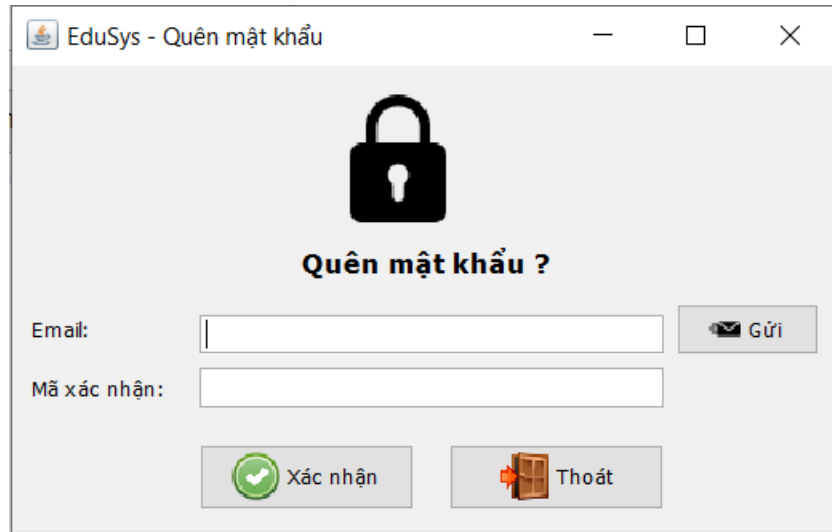 EduSys - Quên mật khẩu
Quên mật khẩu ?
Email:
Gửi
Mã xác nhận:
Xác nhận
Thoát